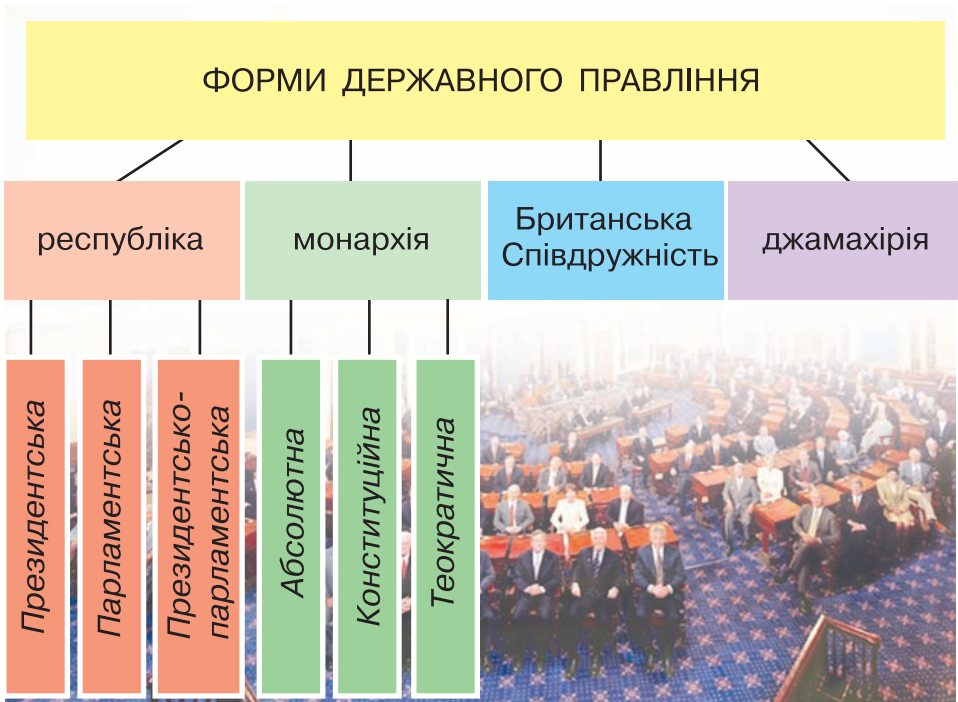 ФОРМИ ДЕРЖАВНОГО ПРАВЛІННЯ
республіка
монархія
Британська
Співдружність
джамахірія
Президентська
Парламентська
Президентсько-
парламентська
Абсолютна
Конституційна
Теократична